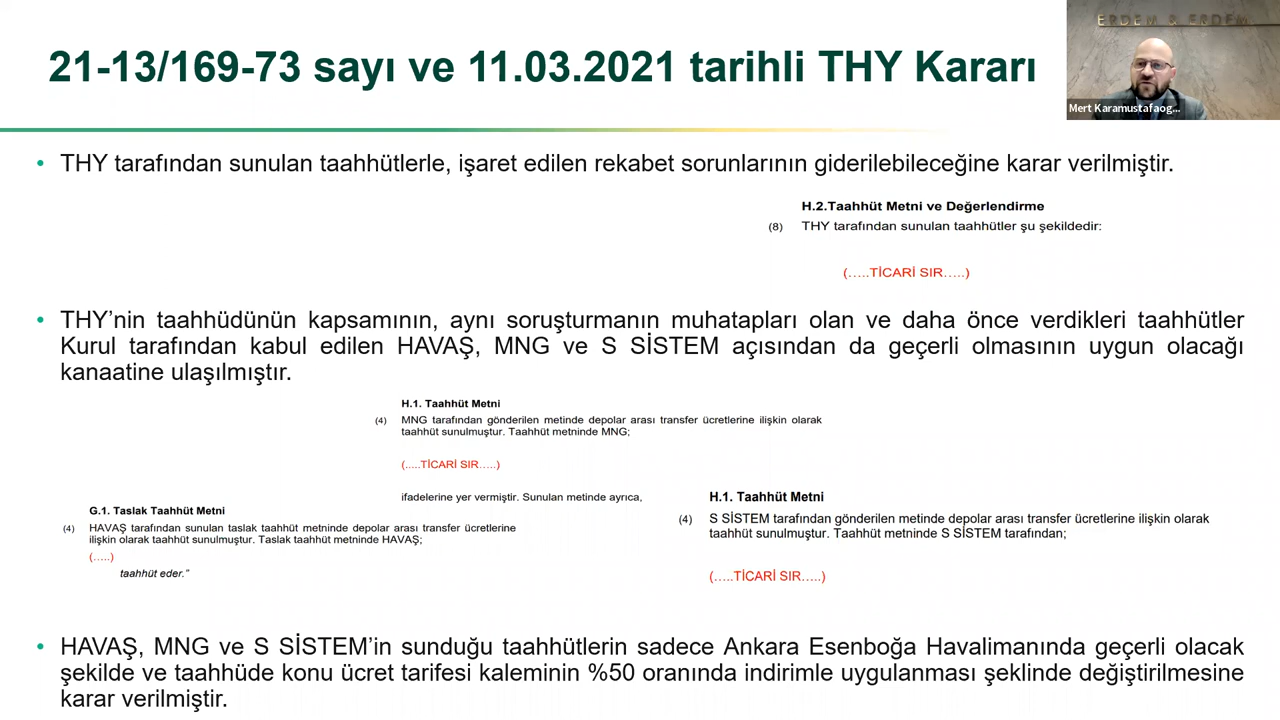 21-13/169-73 sayı ve 11.03.2021 tarihli THY Kararı
ERDEM & ERDEM
Mert Karamustafaog...
• THY tarafından sunulan taahhütlerle, işaret edilen rekabet sorunlarının giderilebileceğine karar verilmiştir.
H.2.Taahhüt Metni ve Değerlendirme
(8) THY tarafından sunulan taahhütler şu şekildedir:
(…..TİCARİ SIR…..)
• THY’nin taahhüdünün kapsamının, aynı soruşturmanın muhatapları olan ve daha önce verdikleri taahhütler
Kurul tarafından kabul edilen HAVAŞ, MNG ve S SİSTEM açısından da geçerli olmasının uygun olacağı
kanaatine ulaşılmıştır.
H.1. Taahhüt Metni
(4) MNG tarafından gönderilen metinde depolar arası transfer ücretlerine ilişkin olarak
taahhüt sunulmuştur. Taahhüt metninde MNG;
(.....TİCARİ SIR…..)
ifadelerine yer vermiştir. Sunulan metinde ayrıca,
G.1. Taslak Taahhüt Metni
(4) HAVAŞ tarafından sunulan taslak taahhüt metninde depolar arası transfer ücretlerine
ilişkin olarak taahhüt sunulmuştur. Taslak taahhüt metninde HAVAŞ;
(…..)
taahhüt eder.”
H.1. Taahhüt Metni
(4) S SİSTEM tarafından gönderilen metinde depolar arası transfer ücretlerine ilişkin olarak
taahhüt sunulmuştur. Taahhüt metninde S SİSTEM tarafından;
(…..TİCARİ SIR…..)
• HAVAŞ, MNG ve S SİSTEM’in sunduğu taahhütlerin sadece Ankara Esenboğa Havalimanında geçerli olacak
şekilde ve taahhüde konu ücret tarifesi kaleminin %50 oranında indirimle uygulanması şeklinde değiştirilmesine
karar verilmiştir.